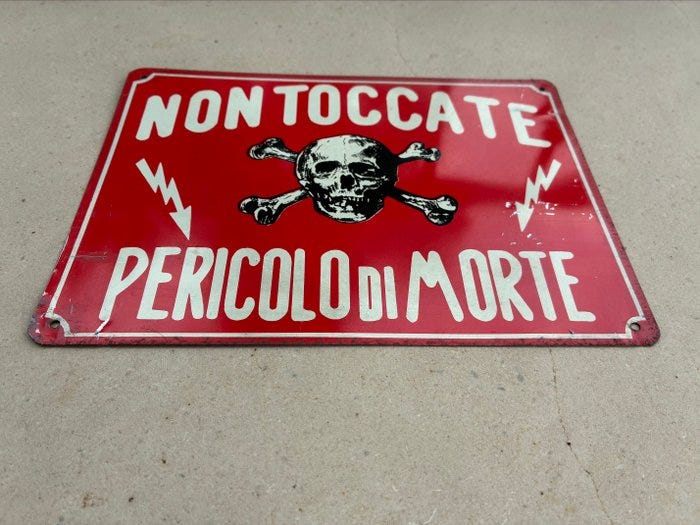 NON TOCCATE
PERICOLO DI MORTE